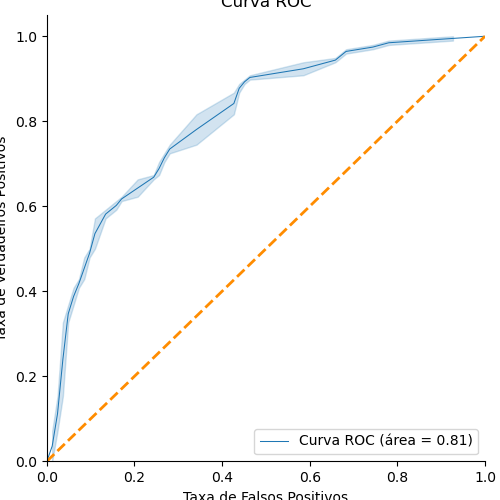 Curva ROC
Taxa de Verdadeiros Positivos
1.0
0.8
0.6
0.4
0.2
0.0
0.0 0.2 0.4 0.6 0.8 1.0
Curva ROC (área = 0.81)
Taxa de Falsos Positivos